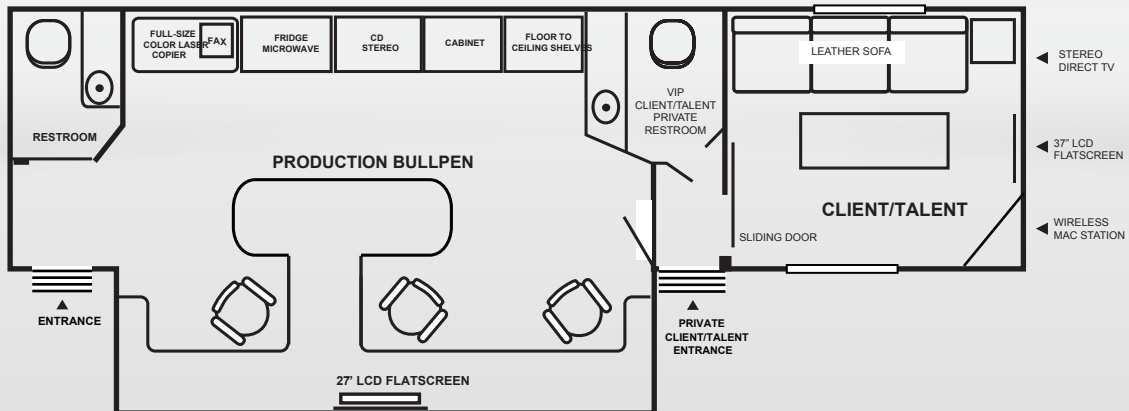 FULL-SIZE
COLOR LASER
COPIER
FAX
FRIDGE
MICROWAVE
CD
STEREO
CABINET
FLOOR TO
CEILING SHELVES
LEATHER SOFA
STEREO
DIRECT TV
VIP
CLIENT/TALENT
PRIVATE
RESTROOM
RESTROOM
37” LCD
FLATSCREEN
PRODUCTION BULLPEN
CLIENT/TALENT
WIRELESS
MAC STATION
SLIDING DOOR
ENTRANCE
PRIVATE
CLIENT/TALENT
ENTRANCE
27’ LCD FLATSCREEN